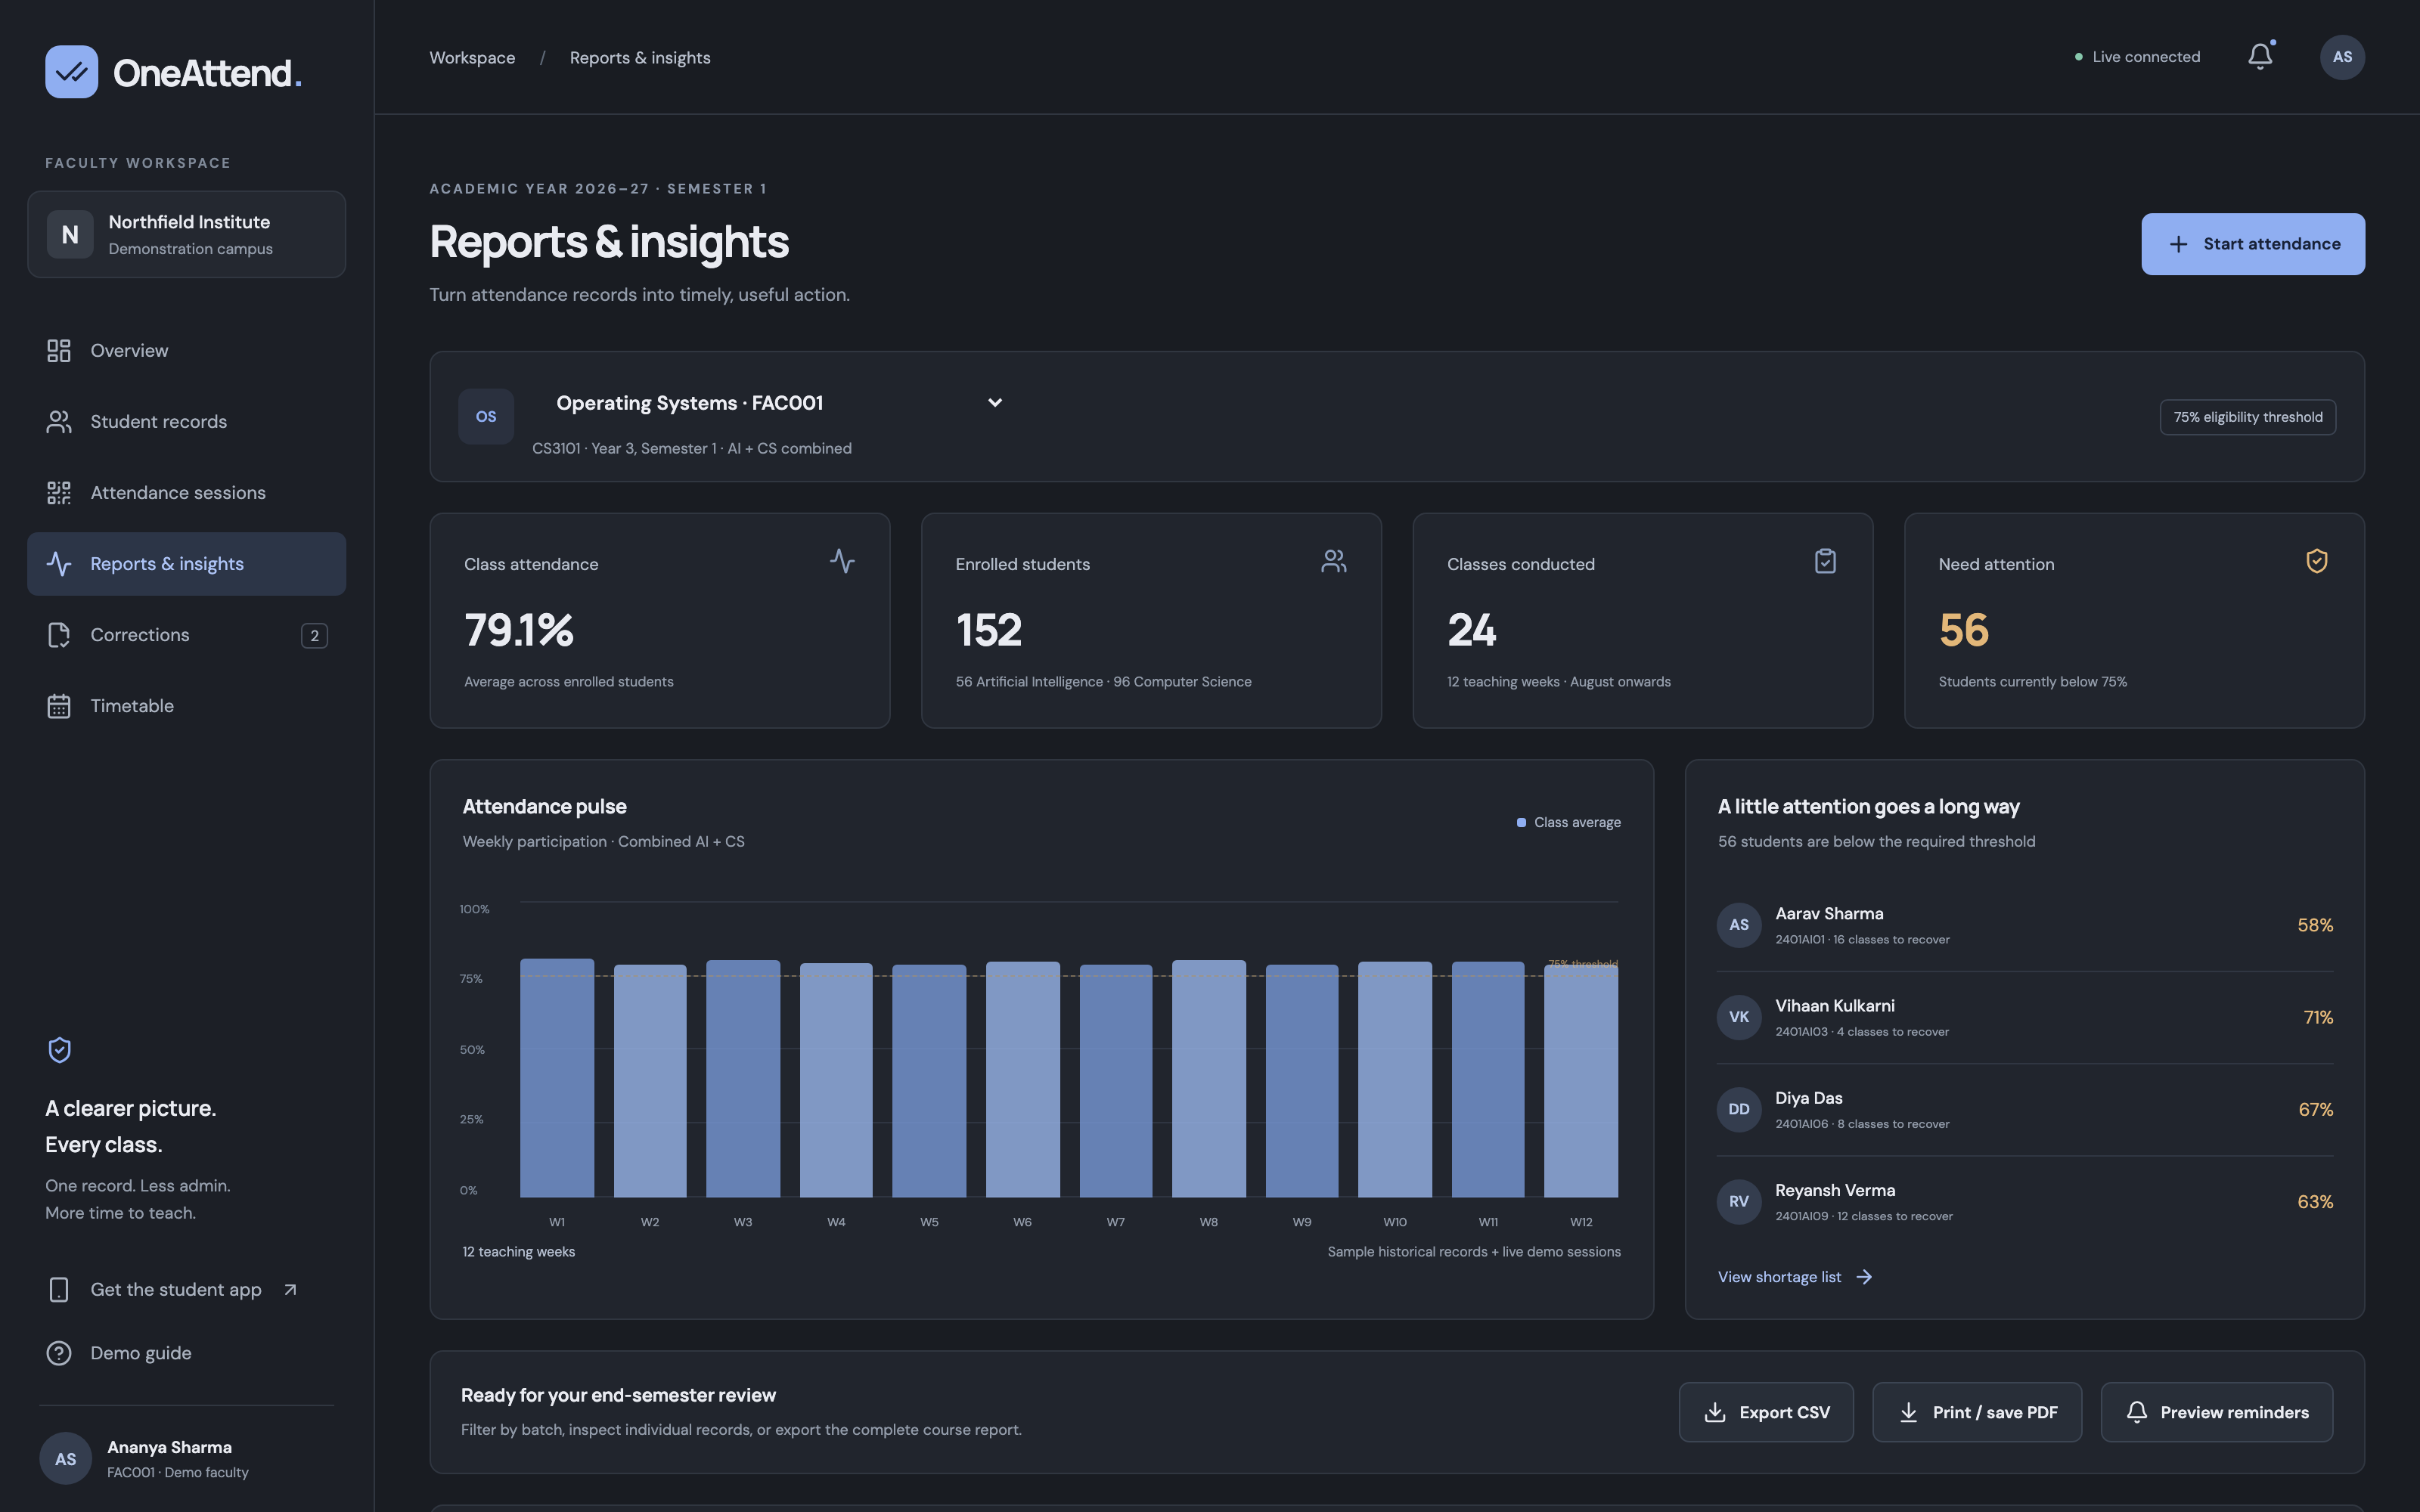 OneAttend.
FACULTY WORKSPACE
N
Northfield Institute
Demonstration campus
Overview
Student records
Attendance sessions
Reports & insights
Corrections
2
Timetable
A clearer picture.
Every class.
One record. Less admin.
More time to teach.
Get the student app
Demo guide
AS
Ananya Sharma
FAC001 · Demo faculty
Workspace / Reports & insights
Live connected
AS
ACADEMIC YEAR 2026–27 · SEMESTER 1
Reports & insights
Turn attendance records into timely, useful action.
Start attendance
OS
Operating Systems · FAC001
CS3101 · Year 3, Semester 1 · AI + CS combined
75% eligibility threshold
Class attendance
79.1%
Average across enrolled students
Enrolled students
152
56 Artificial Intelligence · 96 Computer Science
Classes conducted
24
12 teaching weeks · August onwards
Need attention
56
Students currently below 75%
Attendance pulse
Weekly participation · Combined AI + CS
Class average
100%
75%
50%
25%
0%
75% threshold
W1 W2 W3 W4 W5 W6 W7 W8 W9 W10 W11 W12
12 teaching weeks
Sample historical records + live demo sessions
A little attention goes a long way
56 students are below the required threshold
AS
Aarav Sharma
2401AI01 · 16 classes to recover
58%
VK
Vihaan Kulkarni
2401AI03 · 4 classes to recover
71%
DD
Diya Das
2401AI06 · 8 classes to recover
67%
RV
Reyansh Verma
2401AI09 · 12 classes to recover
63%
View shortage list
Ready for your end-semester review
Filter by batch, inspect individual records, or export the complete course report.
Export CSV
Print / save PDF
Preview reminders